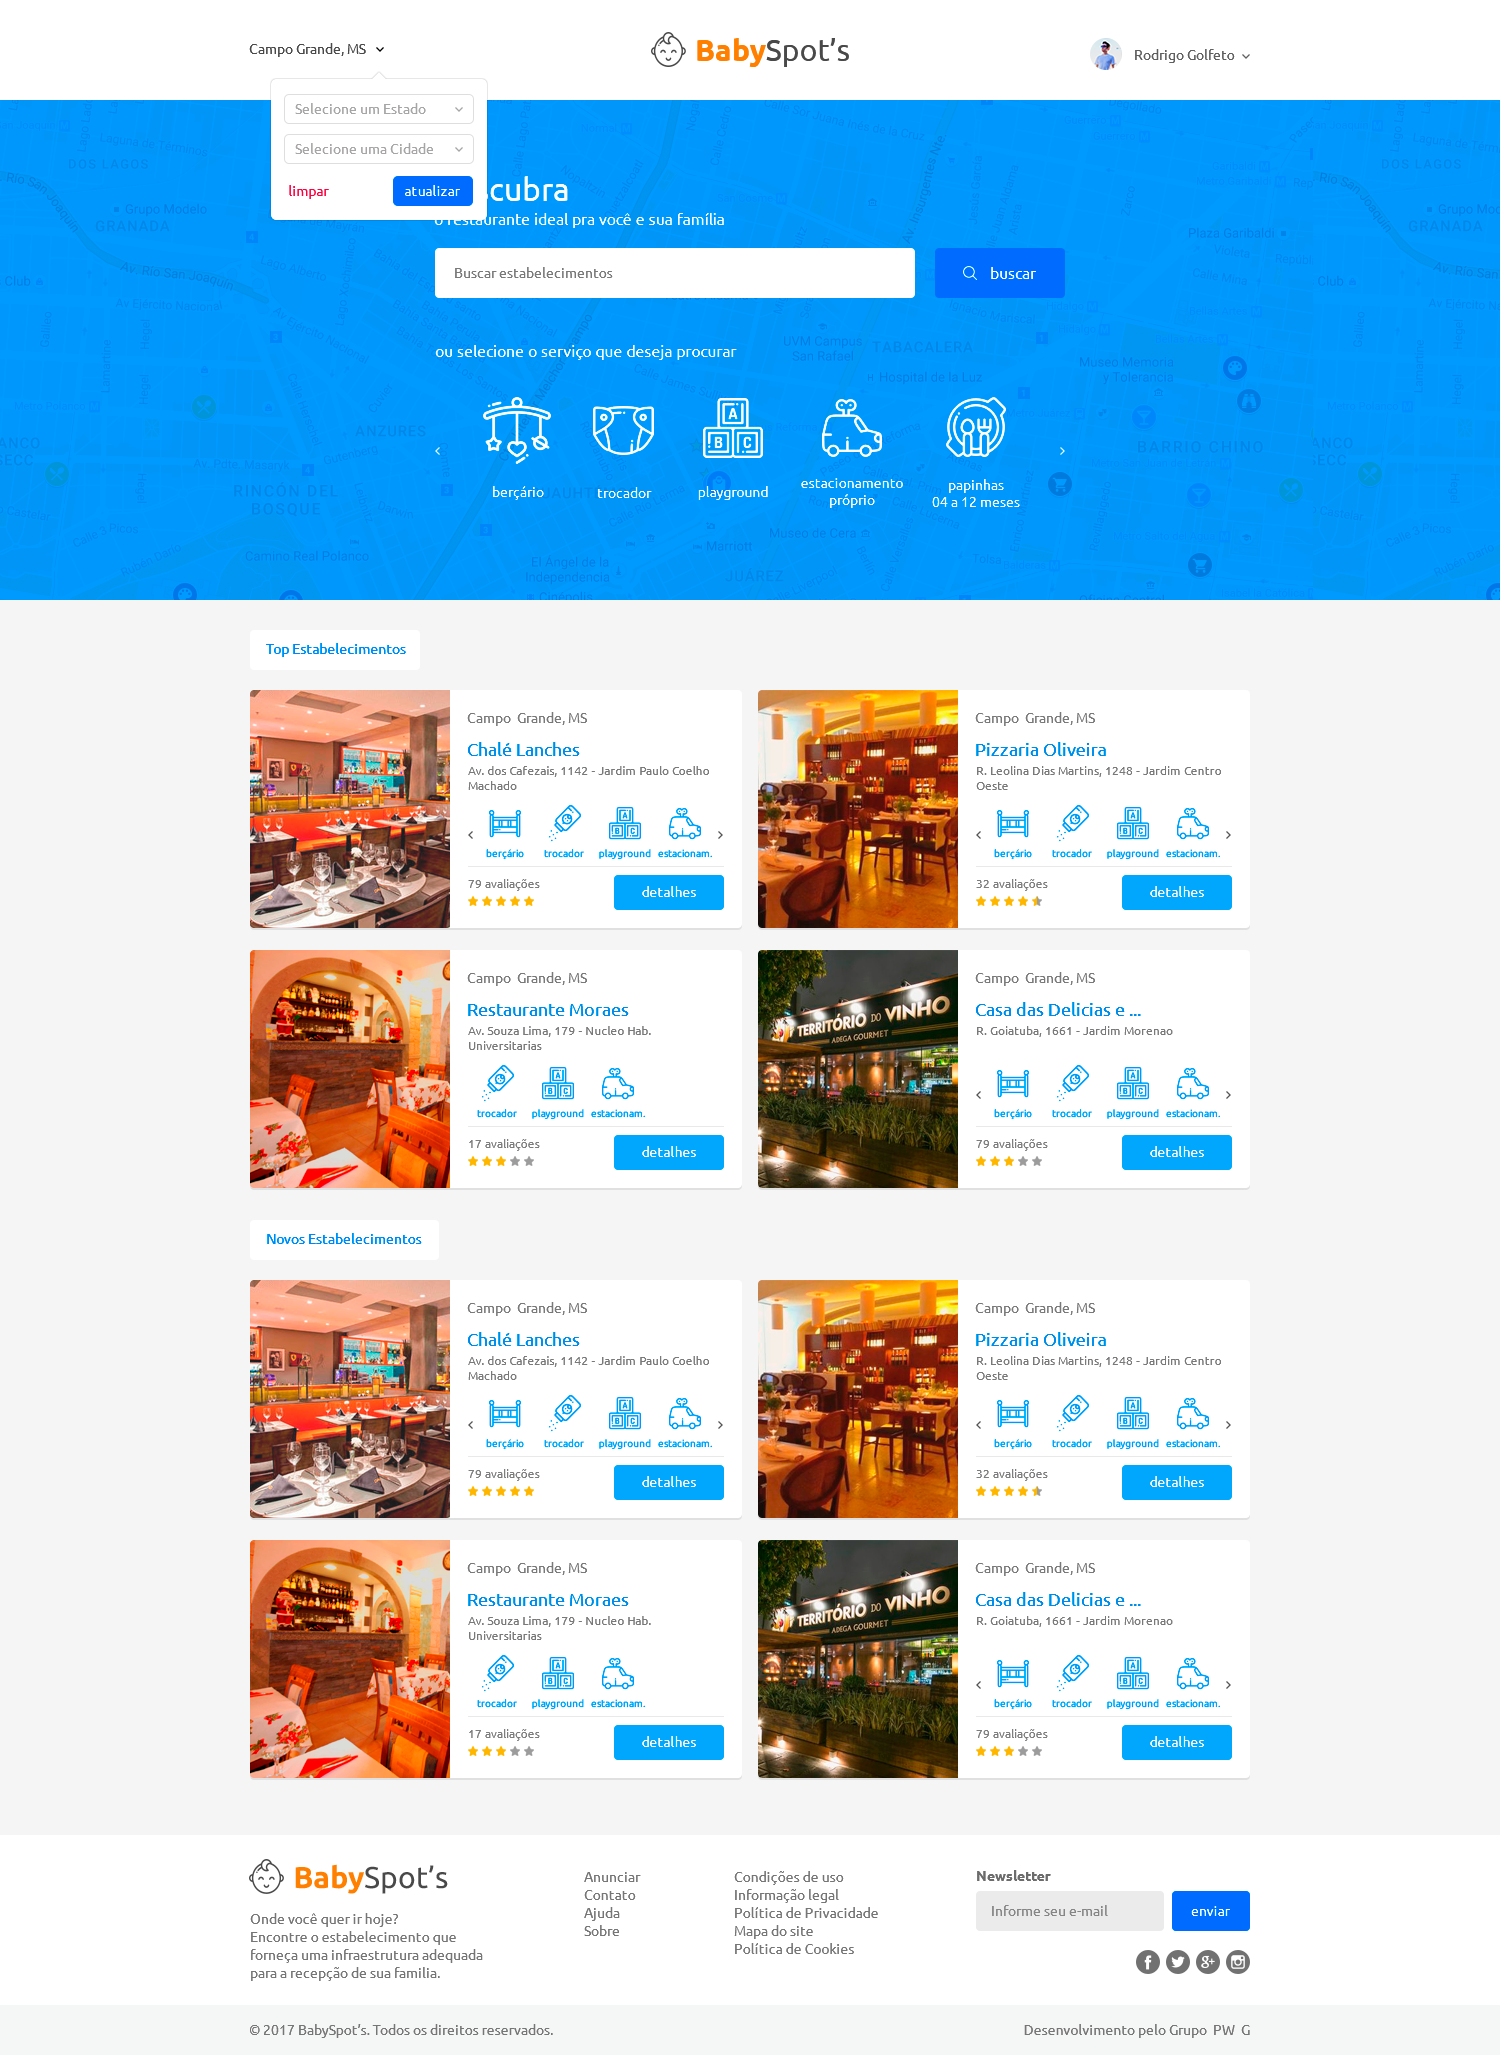 Campo Grande, MS
BabySpot's
Rodrigo Golfeto
Selecione um Estado
Selecione uma Cidade
limpar
atualizar
scubra
o restaurante ideal pra você e sua família
Buscar estabelecimentos
buscar
ou selecione o serviço que deseja procurar
berçário
trocador
playground
estacionamento
próprio
papinhas
04 a 12 meses
Top Estabelecimentos
Campo Grande, MS
Chalé Lanches
Av. dos Cafezais, 1142 - Jardim Paulo Coelho
Machado
berçário
trocador
playground
estacionam.
79 avaliações
detalhes
Campo Grande, MS
Pizzaria Oliveira
R. Leolina Dias Martins, 1248 - Jardim Centro
Oeste
berçário
trocador
playground
estacionam.
32 avaliações
detalhes
Campo Grande, MS
Restaurante Moraes
Av. Souza Lima, 179 - Nucleo Hab.
Universitarias
trocador
playground
estacionam.
17 avaliações
detalhes
TERRITÓRIO DO VINHO
ADEGA GOURMET
Campo Grande, MS
Casa das Delicias e ...
R. Goiatuba, 1661 - Jardim Morenao
berçário
trocador
playground
estacionam.
79 avaliações
detalhes
Novos Estabelecimentos
Campo Grande, MS
Chalé Lanches
Av. dos Cafezais, 1142 - Jardim Paulo Coelho
Machado
berçário
trocador
playground
estacionam.
79 avaliações
detalhes
Campo Grande, MS
Pizzaria Oliveira
R. Leolina Dias Martins, 1248 - Jardim Centro
Oeste
berçário
trocador
playground
estacionam.
32 avaliações
detalhes
Campo Grande, MS
Restaurante Moraes
Av. Souza Lima, 179 - Nucleo Hab.
Universitarias
trocador
playground
estacionam.
17 avaliações
detalhes
TERRITÓRIO DO VINHO
ADEGA GOURMET
Campo Grande, MS
Casa das Delicias e ...
R. Goiatuba, 1661 - Jardim Morenao
berçário
trocador
playground
estacionam.
79 avaliações
detalhes
BabySpot's
Onde você quer ir hoje?
Encontre o estabelecimento que
forneça uma infraestrutura adequada
para a recepção de sua familia.
Anunciar
Contato
Ajuda
Sobre
Condições de uso
Informação legal
Política de Privacidade
Mapa do site
Política de Cookies
Newsletter
Informe seu e-mail
enviar
© 2017 BabySpot's. Todos os direitos reservados.
Desenvolvimento pelo Grupo PW G